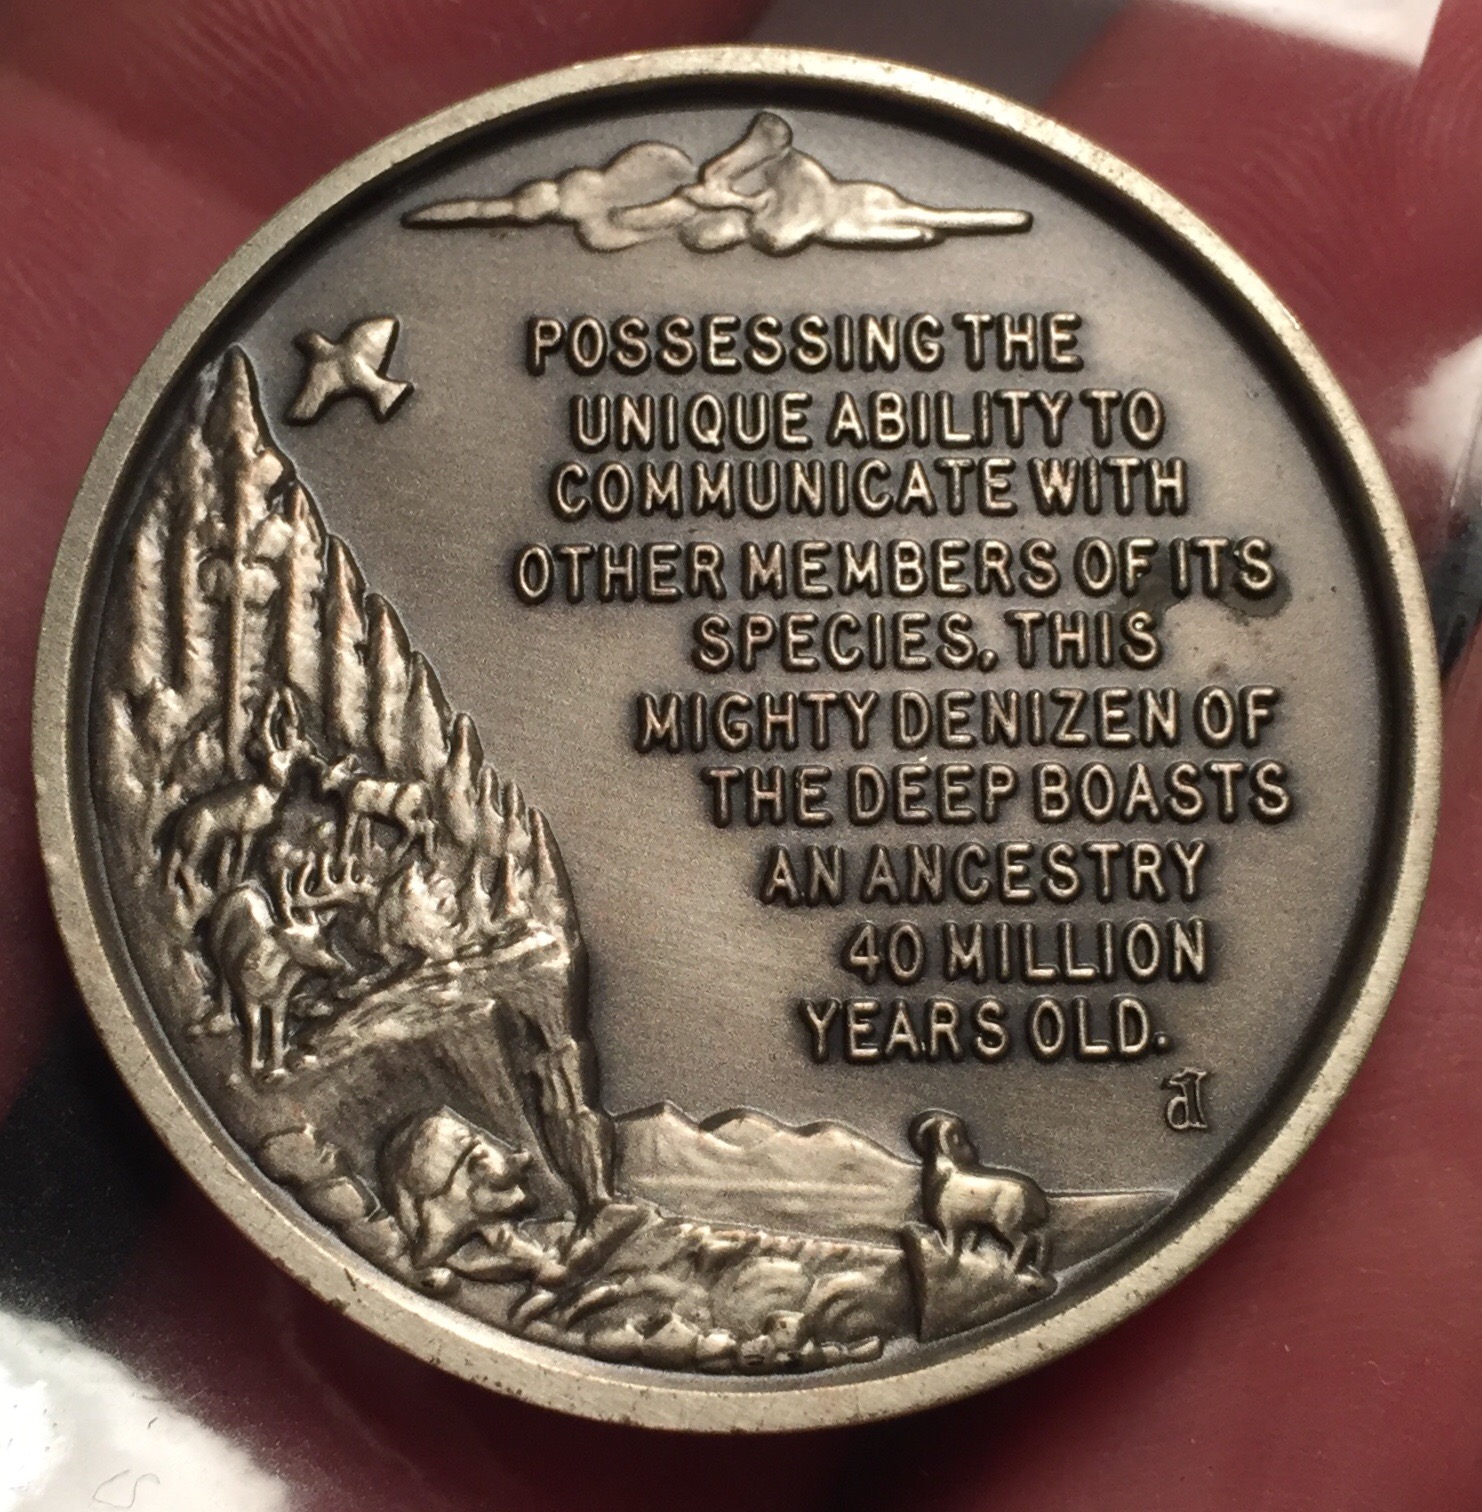 POSSESSING THE
UNIQUE ABILITY TO
COMMUNICATE WITH
OTHER MEMBERS OF ITS
SPECIES, THIS
MIGHTY DENIZEN OF
THE DEEP BOASTS
AN ANCESTRY
40 MILLION
YEARS OLD.